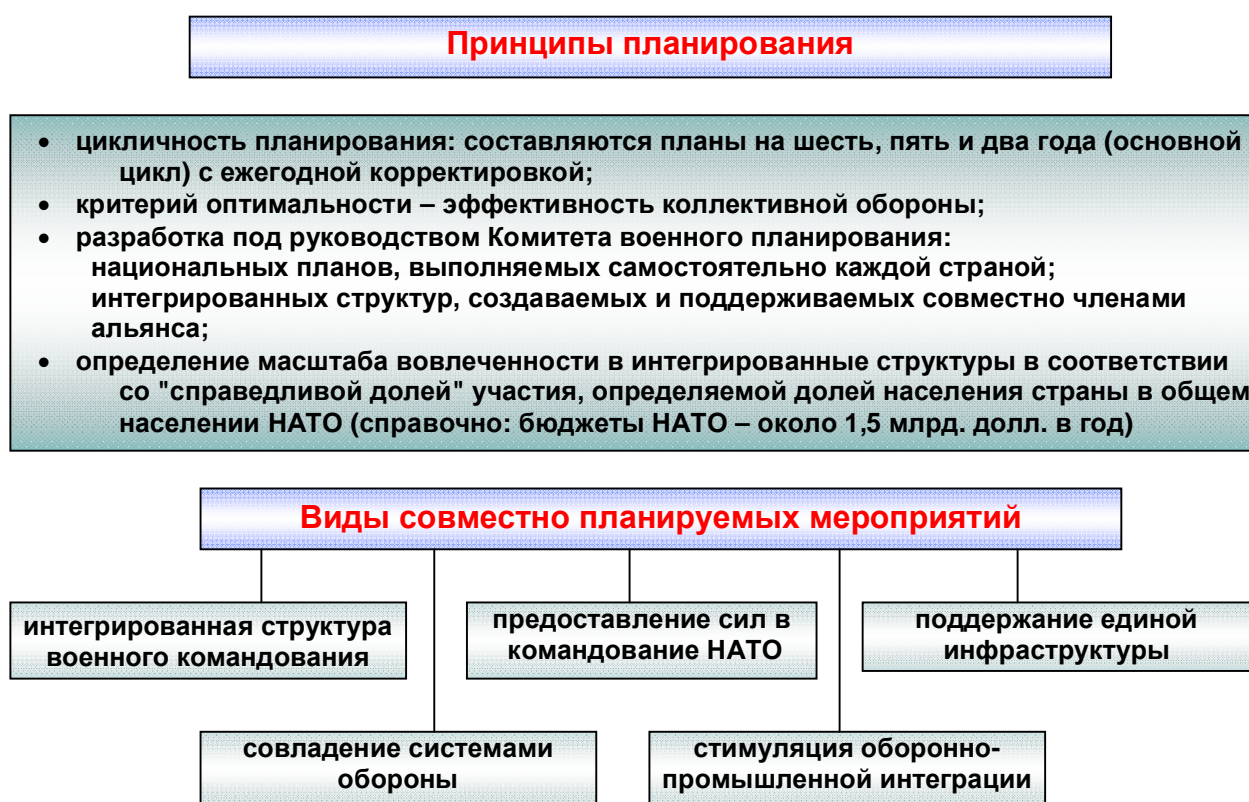 Принципы планирования
• цикличность планирования: составляются планы на шесть, пять и два года (основной
цикл) с ежегодной корректировкой;
• критерий оптимальности – эффективность коллективной обороны;
• разработка под руководством Комитета военного планирования:
национальных планов, выполняемых самостоятельно каждой страной;
интегрированных структур, создаваемых и поддерживаемых совместно членами
альянса;
• определение масштаба вовлеченности в интегрированные структуры в соответствии
со "справедливой долей" участия, определяемой долей населения страны в общем
населении НАТО (справочно: бюджеты НАТО – около 1,5 млрд. долл. в год)
Виды совместно планируемых мероприятий
интегрированная структура
военного командования
предоставление сил в
командование НАТО
поддержание единой
инфраструктуры
совладение системами
обороны
стимуляция оборонно-
промышленной интеграции